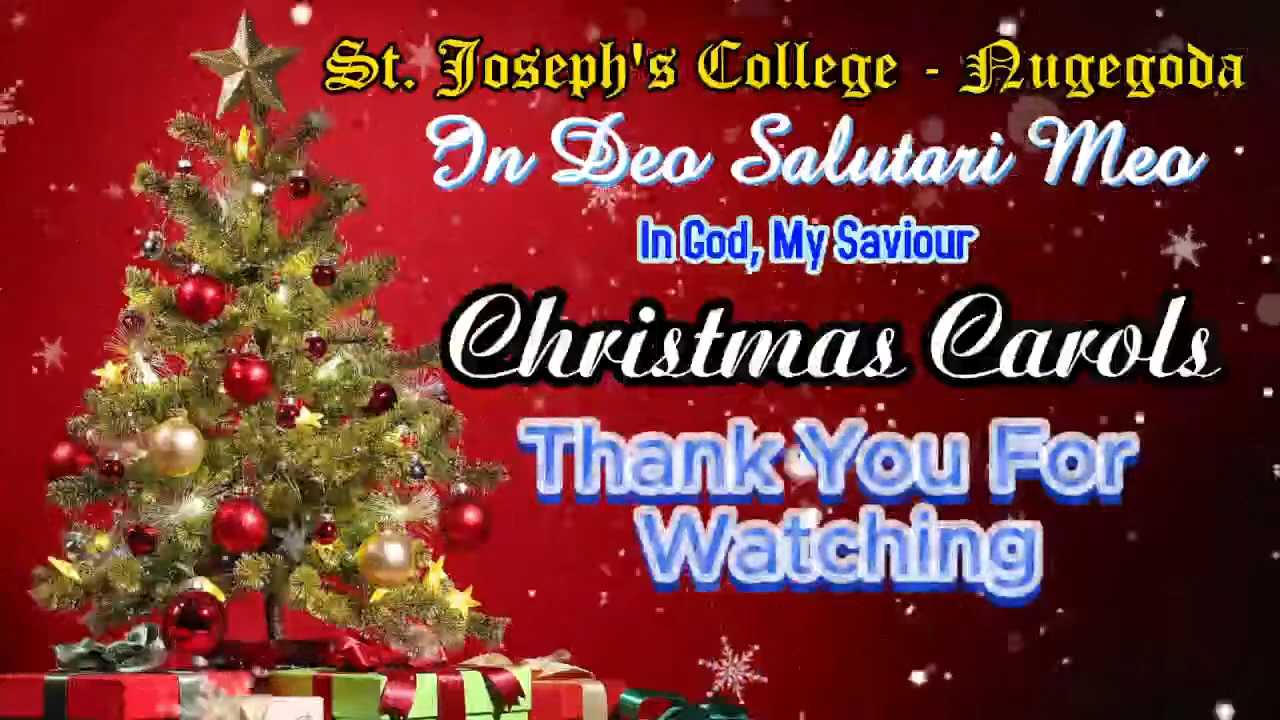 St. Joseph's College - Nugegoda
In Deo Salutari Meo
In God, My Saviour
Christmas Carols
Thank You For
Watching